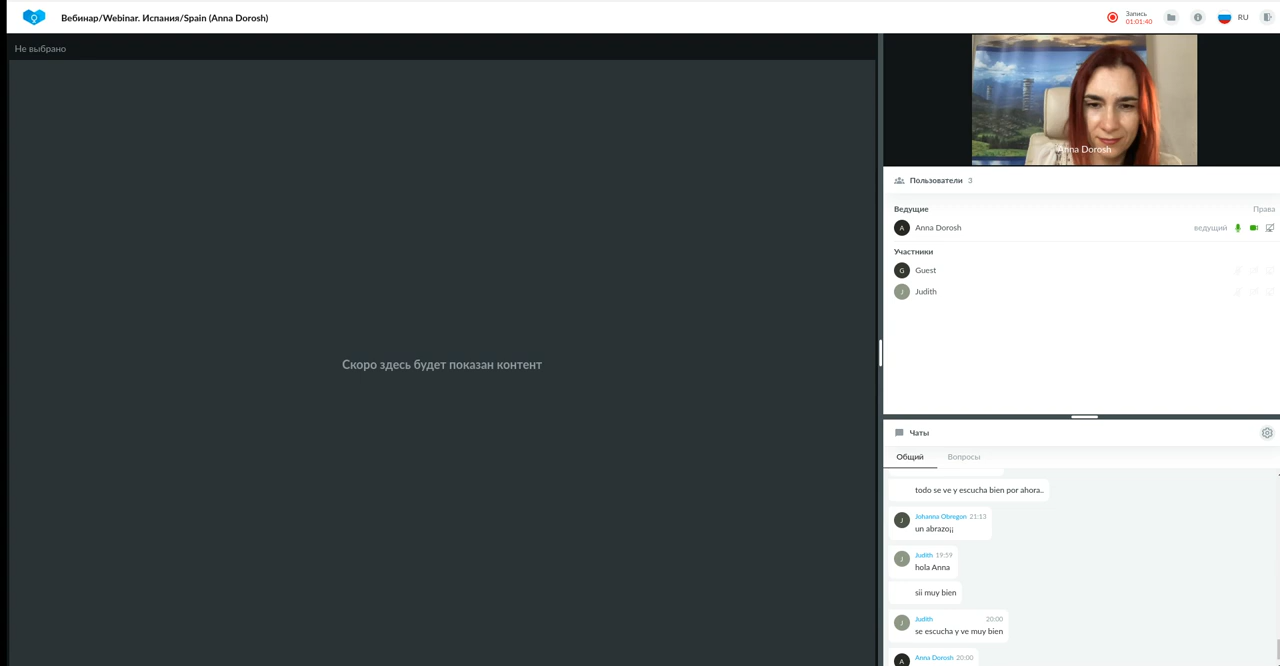 Вебинар/Webinar. Испания/Spain (Anna Dorosh)
Запись
01:01:40
RU
Не выбрано
Скоро здесь будет показан контент
Anna Dorosh
Пользователи 3
Ведущие Права
A Anna Dorosh ведущий
Участники
G Guest
J Judith
Чаты
Общий Вопросы
todo se ve y escucha bien por ahora..
J Johanna Obregon 21:13
un abrazo¡¡
J Judith 19:59
hola Anna
sii muy bien
J Judith 20:00
se escucha y ve muy bien
A Anna Dorosh 20:00